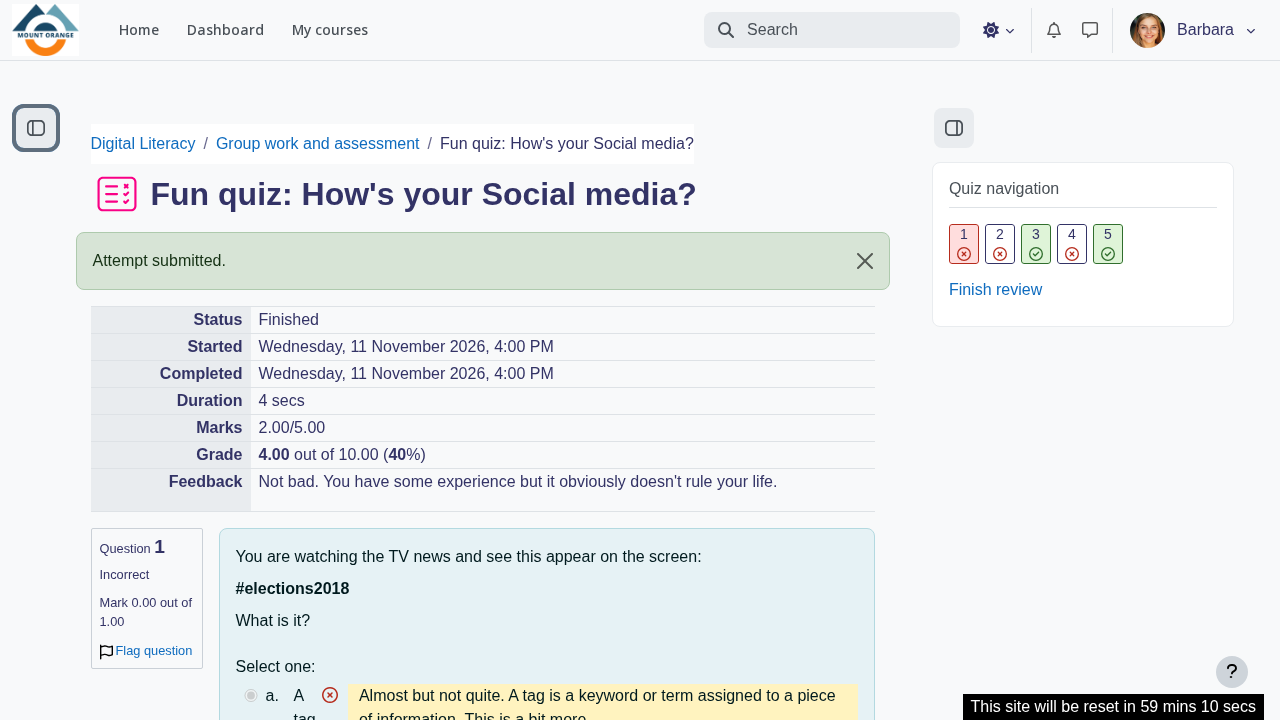 MOUNT ORANGE
Home
Dashboard
My courses
Search
Barbara
Digital Literacy / Group work and assessment / Fun quiz: How's your Social media?
Fun quiz: How's your Social media?
Attempt submitted.
Status Finished
Started Wednesday, 11 November 2026, 4:00 PM
Completed Wednesday, 11 November 2026, 4:00 PM
Duration 4 secs
Marks 2.00/5.00
Grade 4.00 out of 10.00 (40%)
Feedback Not bad. You have some experience but it obviously doesn't rule your life.
Question 1
Incorrect
Mark 0.00 out of
1.00
Flag question
You are watching the TV news and see this appear on the screen:
#elections2018
What is it?
Select one:
a. A tag
Almost but not quite. A tag is a keyword or term assigned to a piece
of information. This is a bit more
Quiz navigation
1 2 3 4 5
Finish review
?
This site will be reset in 59 mins 10 secs